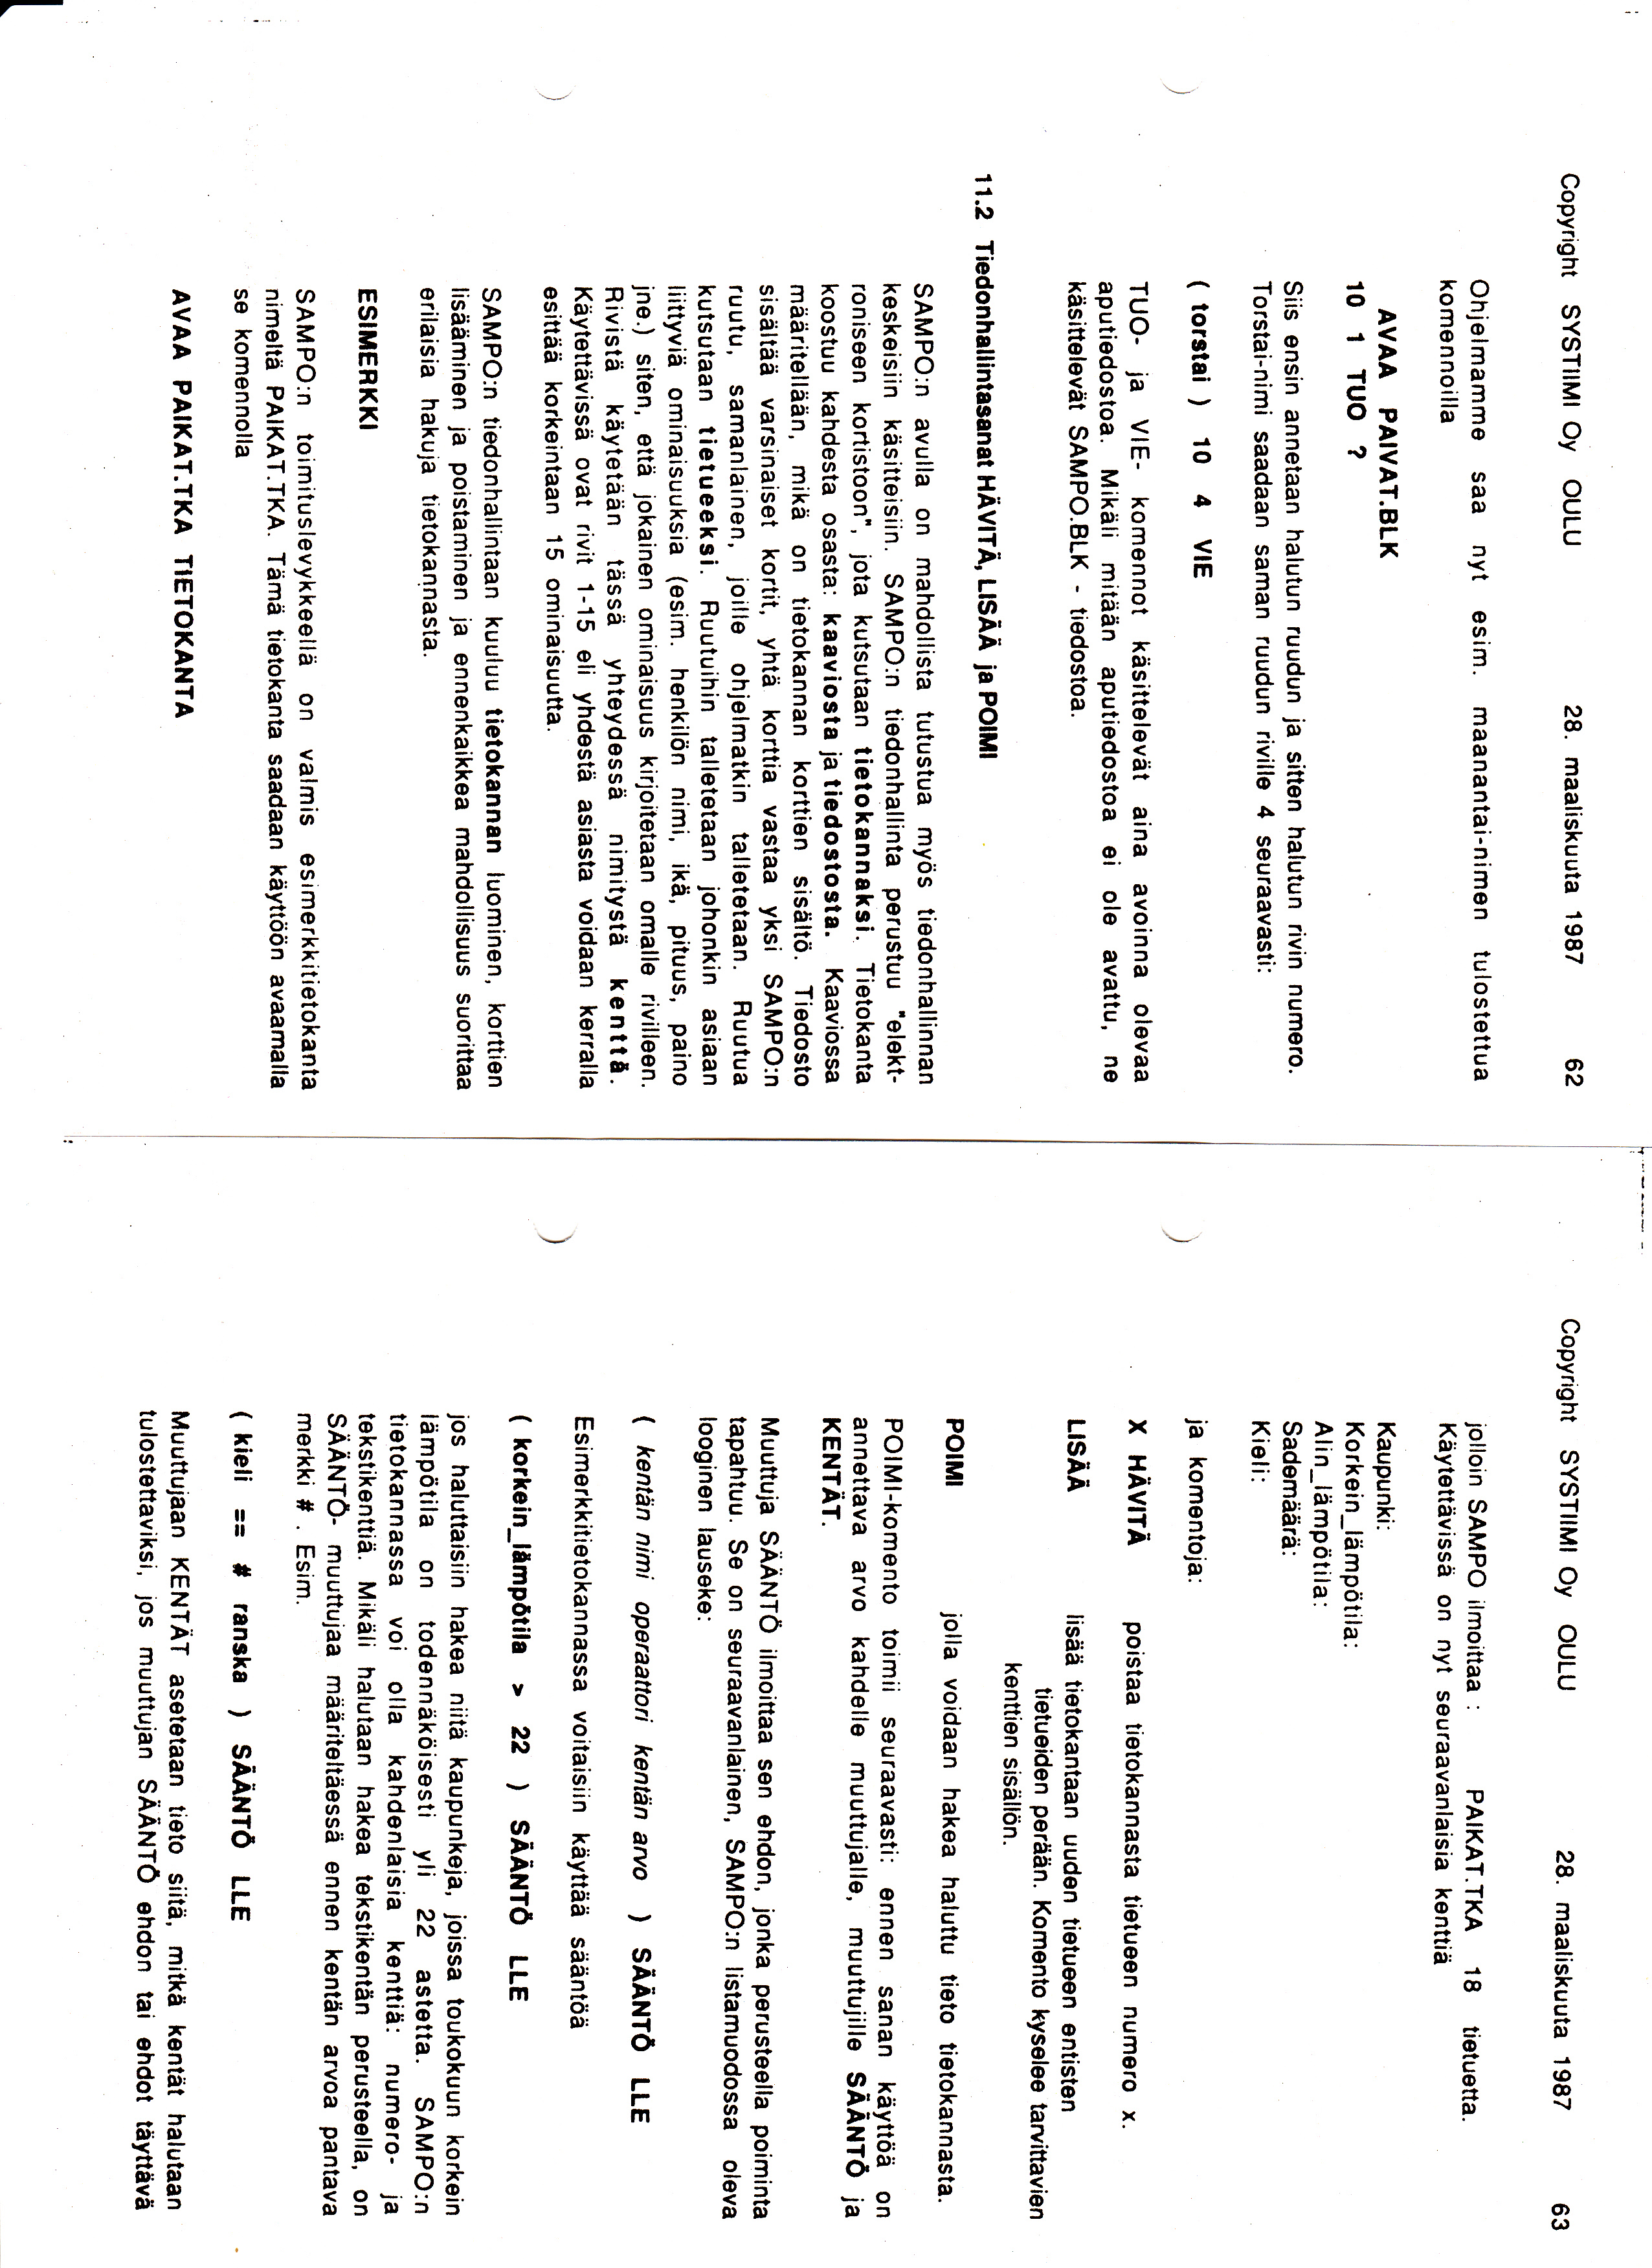 Copyright SYSTIIMI Oy OULU 28. maaliskuuta 1987 62
Ohjelmamme saa nyt esim. maanantai-nimen tulostettua
komennoilla
AVAA PAIVAT.BLK
10 1 TUO ?
Siis ensin annetaan halutun ruudun ja sitten halutun rivin numero.
Torstai-nimi saadaan saman ruudun riville 4 seuraavasti:
( torstai ) 10 4 VIE
TUO- ja VIE- komennot käsittelevät aina avoinna olevaa
aputiedostoa. Mikäli mitään aputiedostoa ei ole avattu, ne
käsittelevät SAMPO.BLK - tiedostoa.
11.2 Tiedonhallintasanat HÄVITÄ, LISÄÄ ja POIMI
SAMPO:n avulla on mahdollista tutustua myös tiedonhallinnan
keskeisiin käsitteisiin. SAMPO:n tiedonhallinta perustuu "elekt-
roniseen kortistoon", jota kutsutaan tietokannaksi. Tietokanta
koostuu kahdesta osasta: kaaviosta ja tiedostosta. Kaaviossa
määritellään, mikä on tietokannan korttien sisältö. Tiedosto
sisältää varsinaiset kortit, yhtä korttia vastaa yksi SAMPO:n
ruutu, samanlainen, joille ohjelmatkin talletetaan. Ruutua
kutsutaan tietueeksi. Ruutuihin talletetaan johonkin asiaan
liittyviä ominaisuuksia (esim. henkilön nimi, ikä, pituus, paino
jne.) siten, että jokainen ominaisuus kirjoitetaan omalle rivilleen.
Rivistä käytetään tässä yhteydessä nimitystä kenttä.
Käytettävissä ovat rivit 1-15 eli yhdestä asiasta voidaan kerralla
esittää korkeintaan 15 ominaisuutta.
SAMPO:n tiedonhallintaan kuuluu tietokannan luominen, korttien
lisääminen ja poistaminen ja ennenkaikkea mahdollisuus suorittaa
erilaisia hakuja tietokannasta.
ESIMERKKI
SAMPO:n toimituslevykkeellä on valmis esimerkkitietokanta
nimeltä PAIKAT.TKA. Tämä tietokanta saadaan käyttöön avaamalla
se komennolla
AVAA PAIKAT.TKA TIETOKANTA
Copyright SYSTIIMI Oy OULU 28. maaliskuuta 1987 63
jolloin SAMPO ilmoittaa : PAIKAT.TKA 18 tietuetta.
Käytettävissä on nyt seuraavanlaisia kenttiä
Kaupunki:
Korkein_lämpötila:
Alin_lämpötila:
Sademäärä:
Kieli:
ja komentoja:
X HÄVITÄ poistaa tietokannasta tietueen numero x.
LISÄÄ lisää tietokantaan uuden tietueen entisten
tietueiden perään. Komento kyselee tarvittavien
kenttien sisällön.
POIMI jolla voidaan hakea haluttu tieto tietokannasta.
POIMI-komento toimii seuraavasti: ennen sanan käyttöä on
annettava arvo kahdelle muuttujalle, muuttujille SÄÄNTÖ ja
KENTÄT.
Muuttuja SÄÄNTÖ ilmoittaa sen ehdon, jonka perusteella poiminta
tapahtuu. Se on seuraavanlainen, SAMPO:n listamuodossa oleva
looginen lauseke:
( kentän nimi operaattori kentän arvo ) SÄÄNTÖ LLE
Esimerkkitietokannassa voitaisiin käyttää sääntöä
( korkein_lämpötila > 22 ) SÄÄNTÖ LLE
jos haluttaisiin hakea niitä kaupunkeja, joissa toukokuun korkein
lämpötila on todennäköisesti yli 22 astetta. SAMPO:n
tietokannassa voi olla kahdenlaisia kenttiä: numero- ja
tekstikenttiä. Mikäli halutaan hakea tekstikentän perusteella, on
SÄÄNTÖ- muuttujaa määriteltäessä ennen kentän arvoa pantava
merkki # . Esim.
( kieli == # ranska ) SÄÄNTÖ LLE
Muuttujaan KENTÄT asetetaan tieto siitä, mitkä kentät halutaan
tulostettaviksi, jos muuttujan SÄÄNTÖ ehdon tai ehdot täyttävä